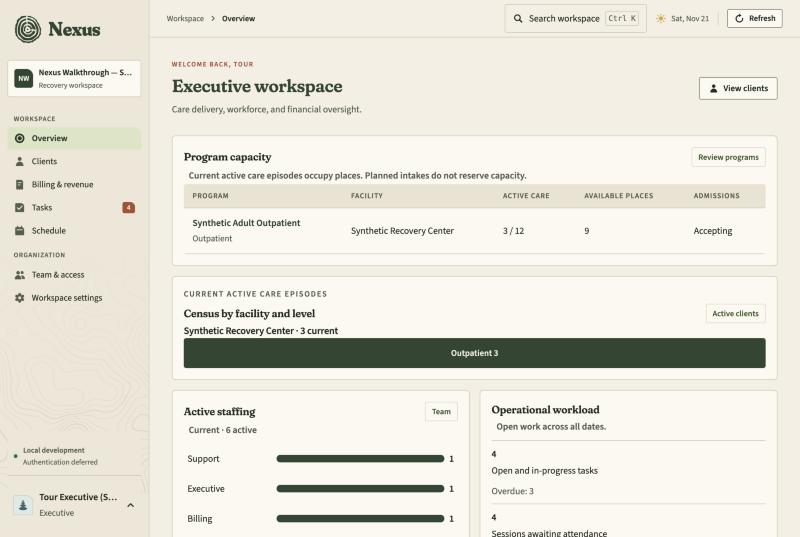 Nexus
NW
Nexus Walkthrough — S...
Recovery workspace
WORKSPACE
Overview
Clients
Billing & revenue
Tasks
4
Schedule
ORGANIZATION
Team & access
Workspace settings
Local development
Authentication deferred
Tour Executive (S...
Executive
Workspace > Overview
Search workspace Ctrl K
Sat, Nov 21
Refresh
WELCOME BACK, TOUR
Executive workspace
Care delivery, workforce, and financial oversight.
View clients
Program capacity
Review programs
Current active care episodes occupy places. Planned intakes do not reserve capacity.
PROGRAM FACILITY ACTIVE CARE AVAILABLE PLACES ADMISSIONS
Synthetic Adult Outpatient
Outpatient
Synthetic Recovery Center 3 / 12 9 Accepting
CURRENT ACTIVE CARE EPISODES
Census by facility and level
Active clients
Synthetic Recovery Center · 3 current
Outpatient 3
Active staffing
Team
Current · 6 active
Support 1
Executive 1
Billing 1
Operational workload
Open work across all dates.
4
Open and in-progress tasks
Overdue: 3
4
Sessions awaiting attendance